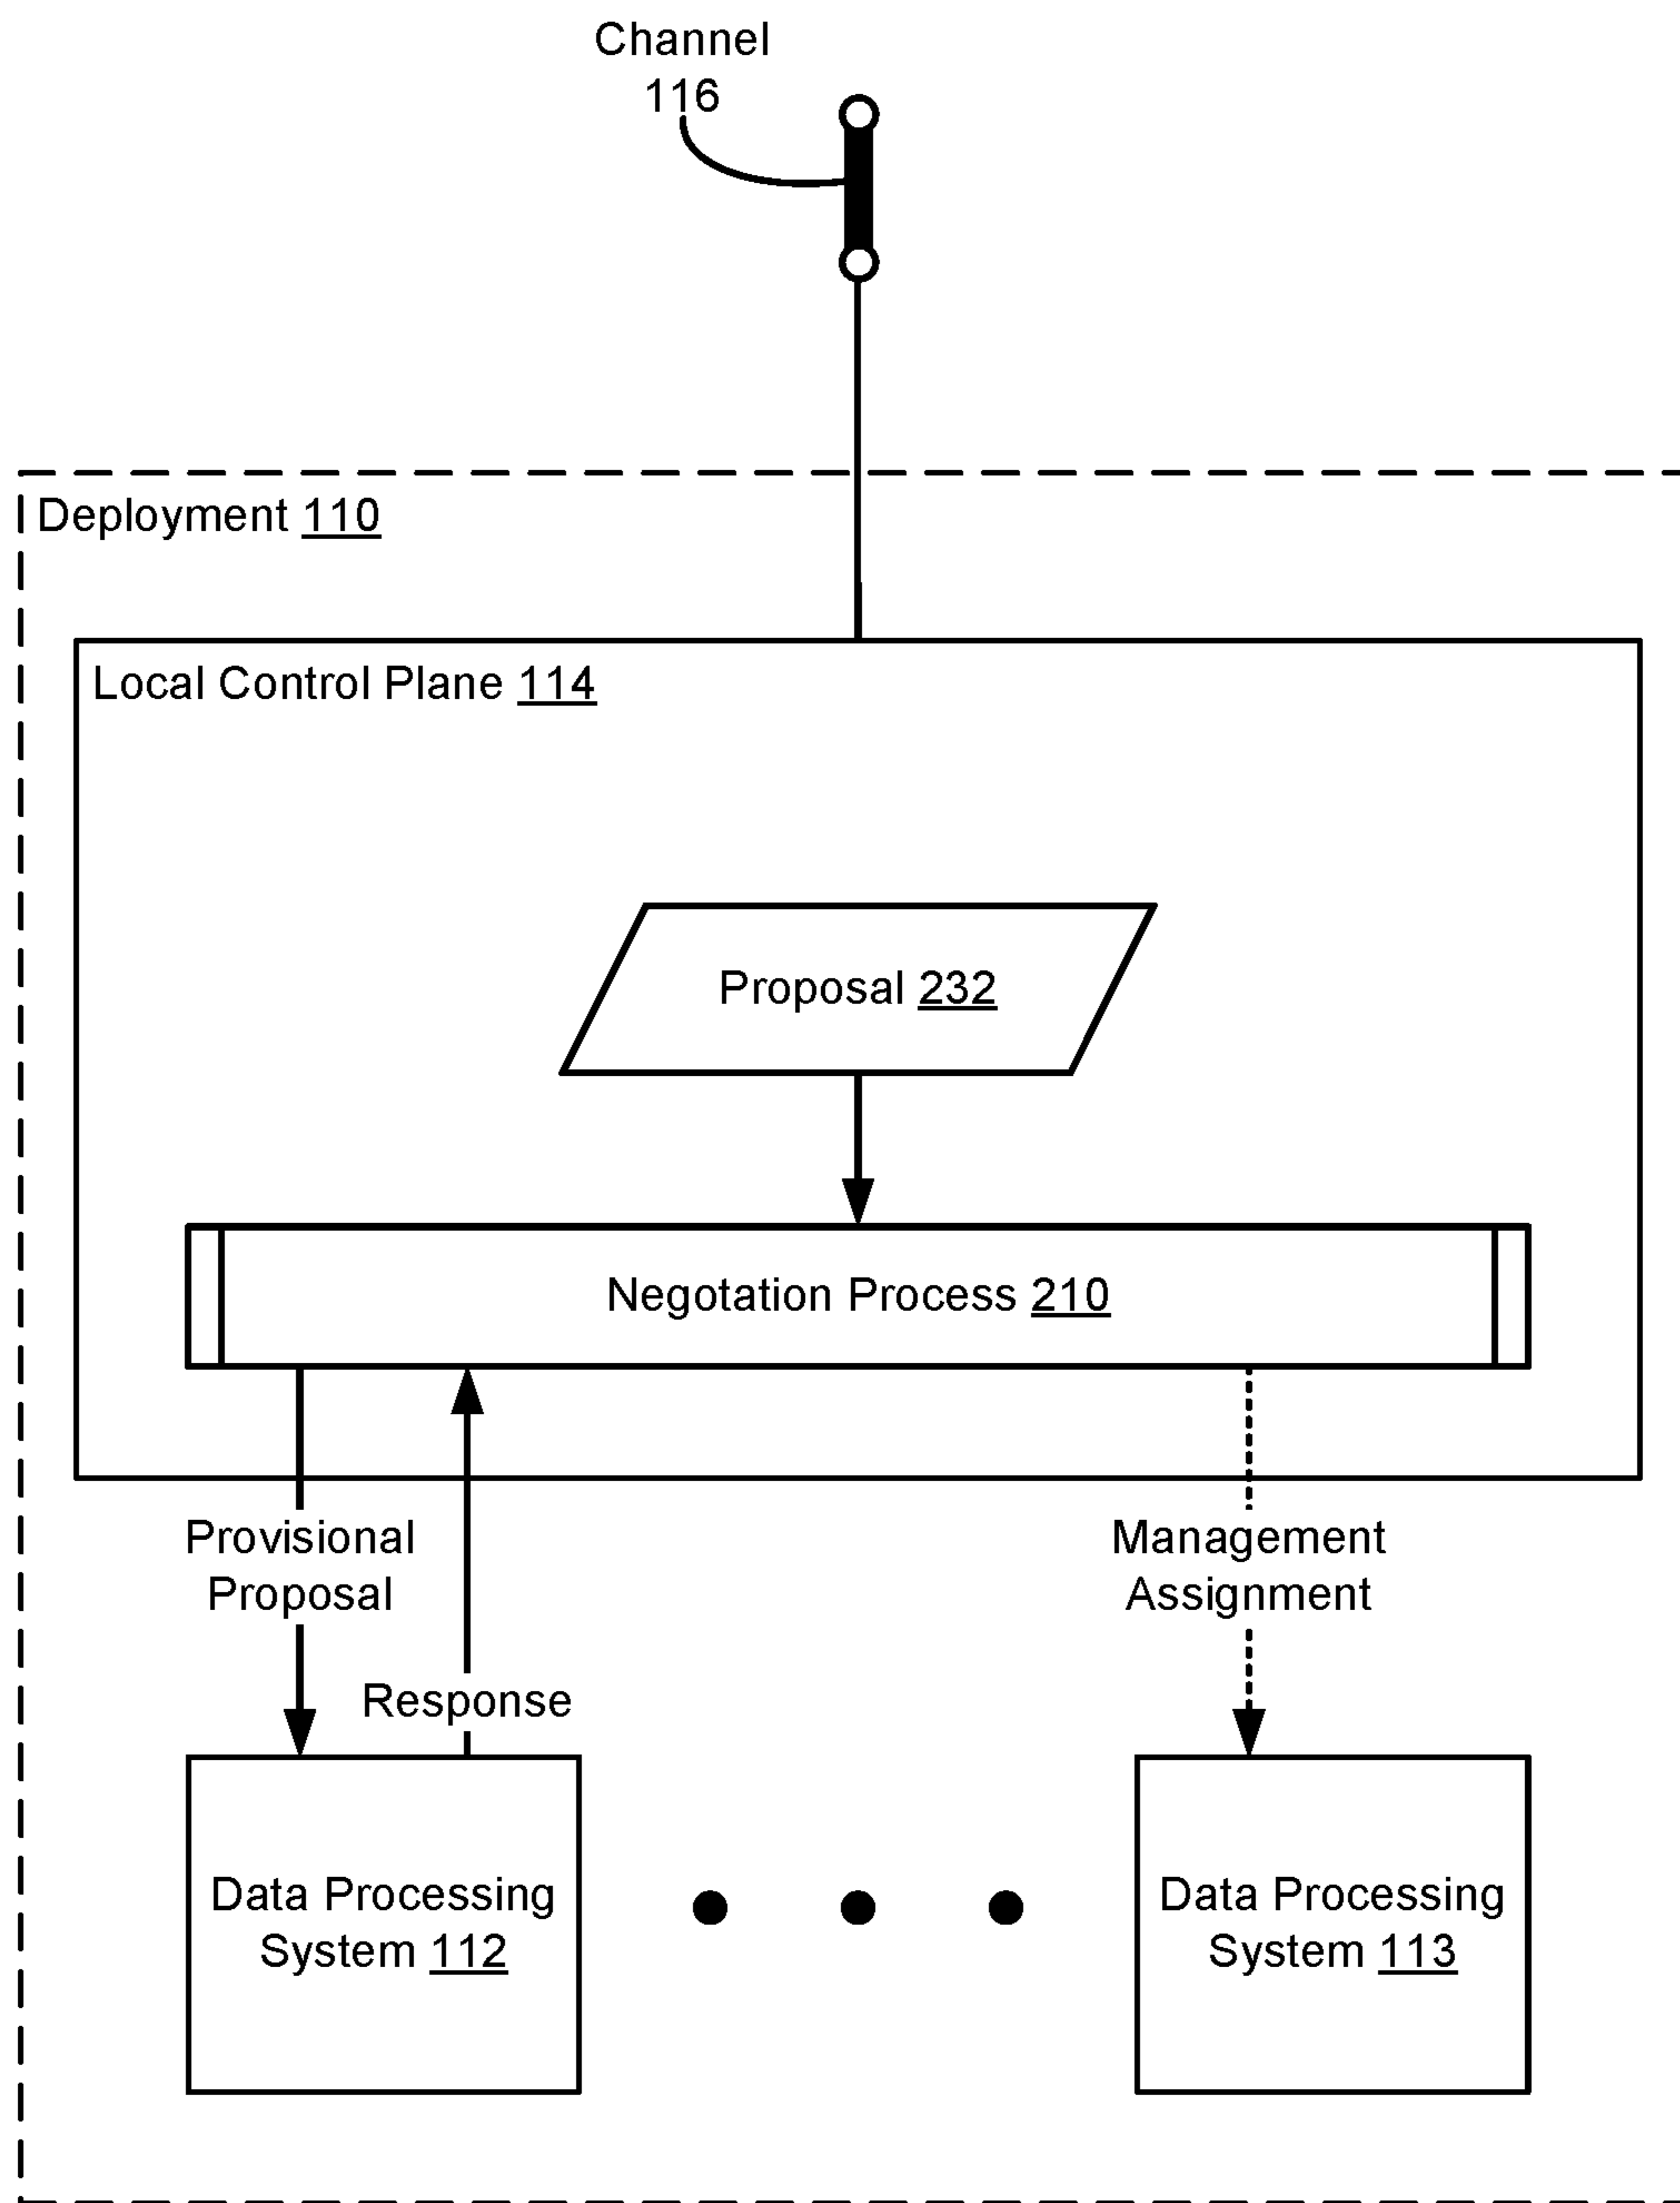 Channel
116
Deployment 110
Local Control Plane 114
Proposal 232
Negotation Process 210
Provisional
Proposal
Management
Assignment
Response
Data Processing
System 112
Data Processing
System 113